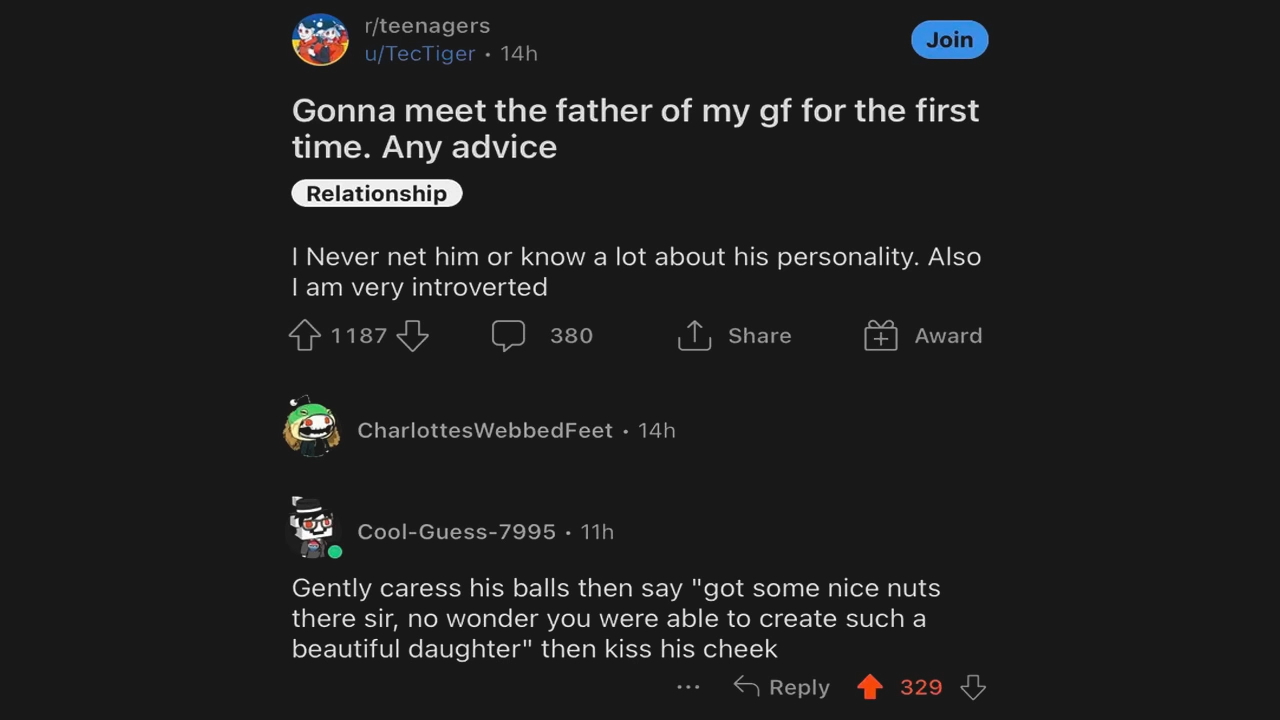 r/teenagers
u/TecTiger • 14h
Join
Gonna meet the father of my gf for the first
time. Any advice
Relationship
I Never net him or know a lot about his personality. Also
I am very introverted
1187
380
Share
Award
CharlottesWebbedFeet • 14h
Cool-Guess-7995 • 11h
Gently caress his balls then say "got some nice nuts
there sir, no wonder you were able to create such a
beautiful daughter" then kiss his cheek
... Reply 329